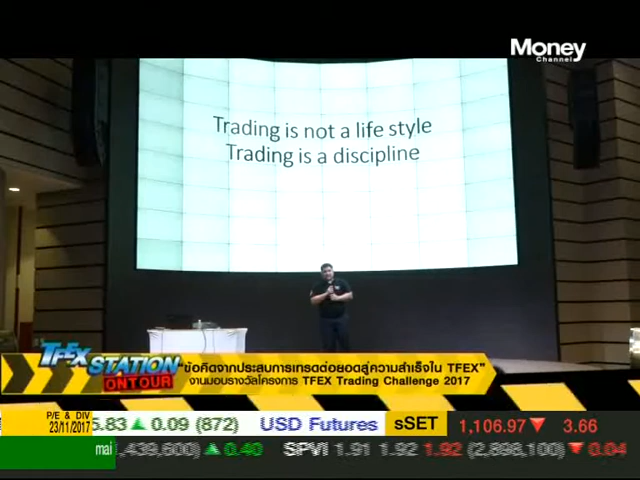 Money
Channel
Trading is not a life style
Trading is a discipline
TFEX STATION ON TOUR
"ข้อคิดจากประสบการเทรดต่อยอดสู่ความสำเร็จใน TFEX"
งานมอบรางวัลโครงการ TFEX Trading Challenge 2017
P/E & DIV 5.83 ▲ 0.09 (872) USD Futures sSET 1,106.97 ▼ 3.66
23/11/2017
mai 1,439,600) ▲ 0.40 SPVI 1.91 1.92 1.92 (2,898,100) ▼ 0.04